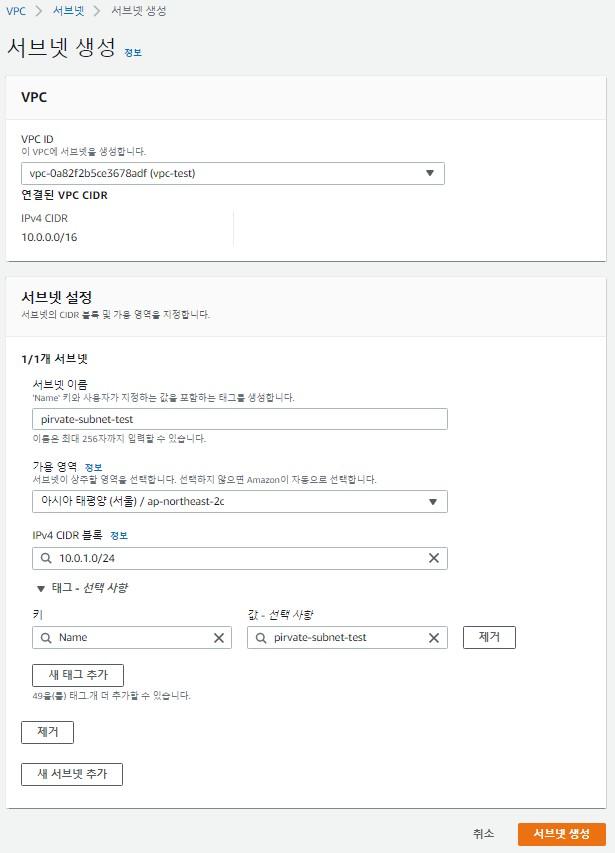 VPC > 서브넷 > 서브넷 생성
서브넷 생성 정보
VPC
VPC ID
이 VPC에 서브넷을 생성합니다.
vpc-0a82f2b5ce3678adf (vpc-test)
연결된 VPC CIDR
IPv4 CIDR
10.0.0.0/16
서브넷 설정
서브넷의 CIDR 블록 및 가용 영역을 지정합니다.
1/1개 서브넷
서브넷 이름
'Name' 키와 사용자가 지정하는 값을 포함하는 태그를 생성합니다.
pirvate-subnet-test
이름은 최대 256자까지 입력할 수 있습니다.
가용 영역 정보
서브넷이 상주할 영역을 선택합니다. 선택하지 않으면 Amazon이 자동으로 선택합니다.
아시아 태평양 (서울) / ap-northeast-2c
IPv4 CIDR 블록 정보
10.0.1.0/24
태그 - 선택 사항
키 값 - 선택 사항
Name pirvate-subnet-test 제거
새 태그 추가
49을(를) 태그.개 더 추가할 수 있습니다.
제거
새 서브넷 추가
취소 서브넷 생성